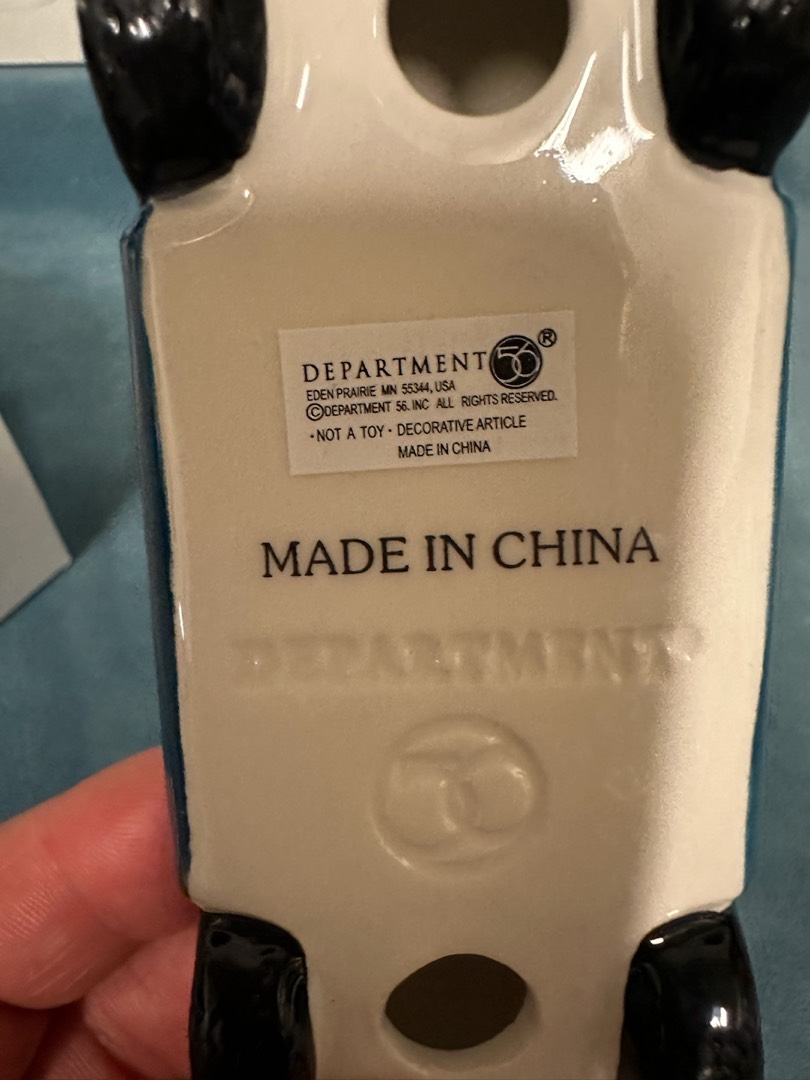 DEPARTMENT 56®
EDEN PRAIRIE MN 55344, USA
©DEPARTMENT 56. INC ALL RIGHTS RESERVED.
·NOT A TOY· DECORATIVE ARTICLE
MADE IN CHINA
MADE IN CHINA
DEPARTMENT
56